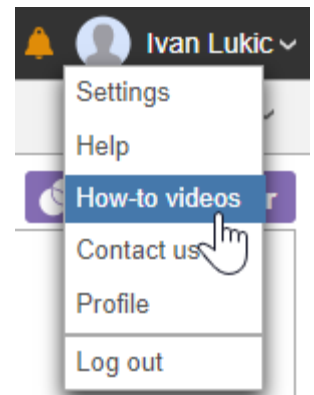 Ivan Lukic
Settings
Help
How-to videos
r
Contact us
Profile
Log out